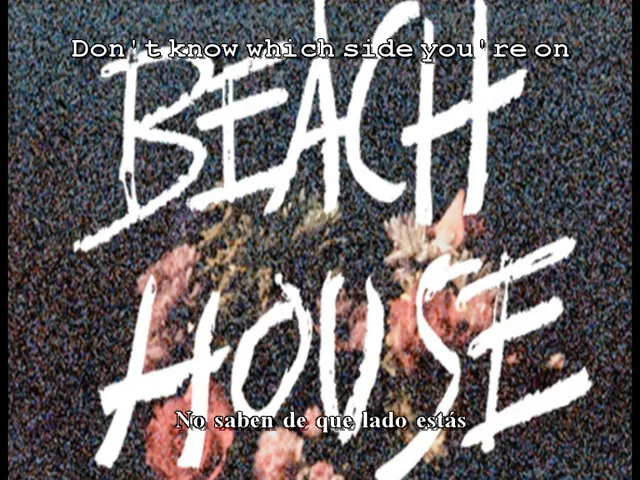 Don't know which side you're on
BEACH
HOUSE
No saben de que lado estás